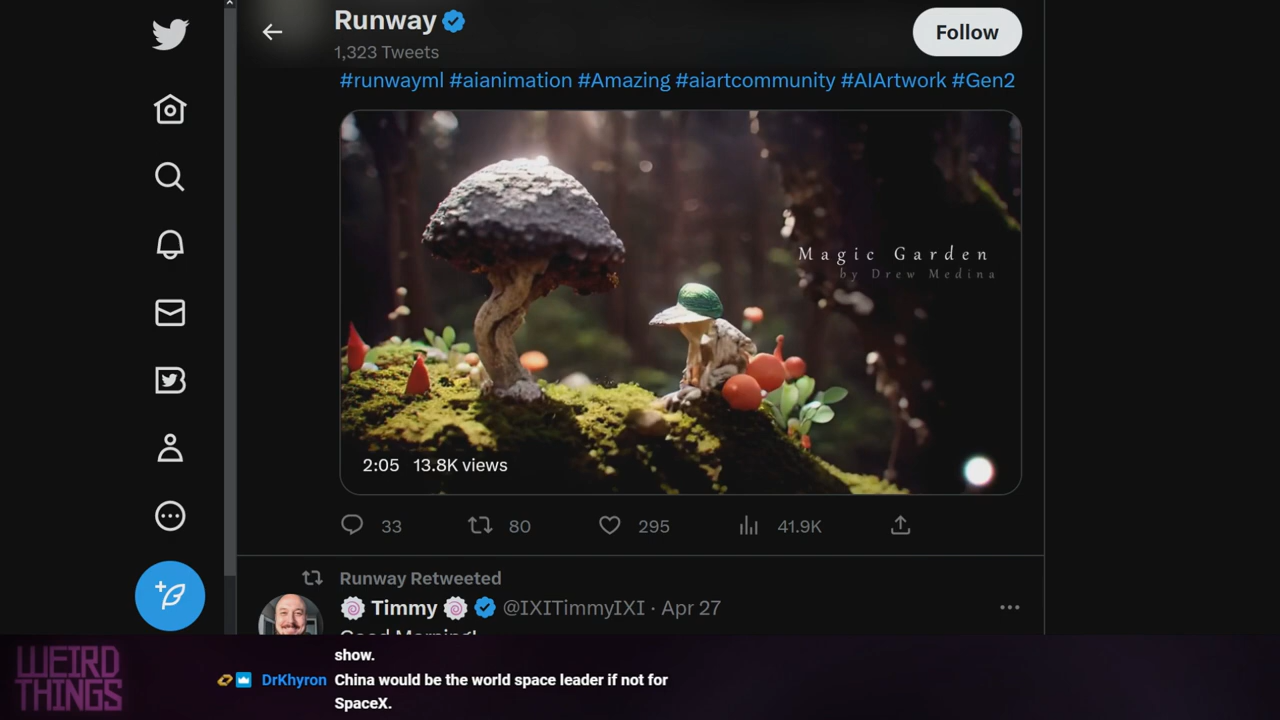 Runway
1,323 Tweets
Follow
#runwayml #aianimation #Amazing #aiartcommunity #AIArtwork #Gen2
Magic Garden
by Drew Medina
2:05 13.8K views
33 80 295 41.9K
Runway Retweeted
Timmy @IXITimmyIXI · Apr 27
Good Morning!
show.
WEIRD
THINGS
DrKhyron China would be the world space leader if not for
SpaceX.